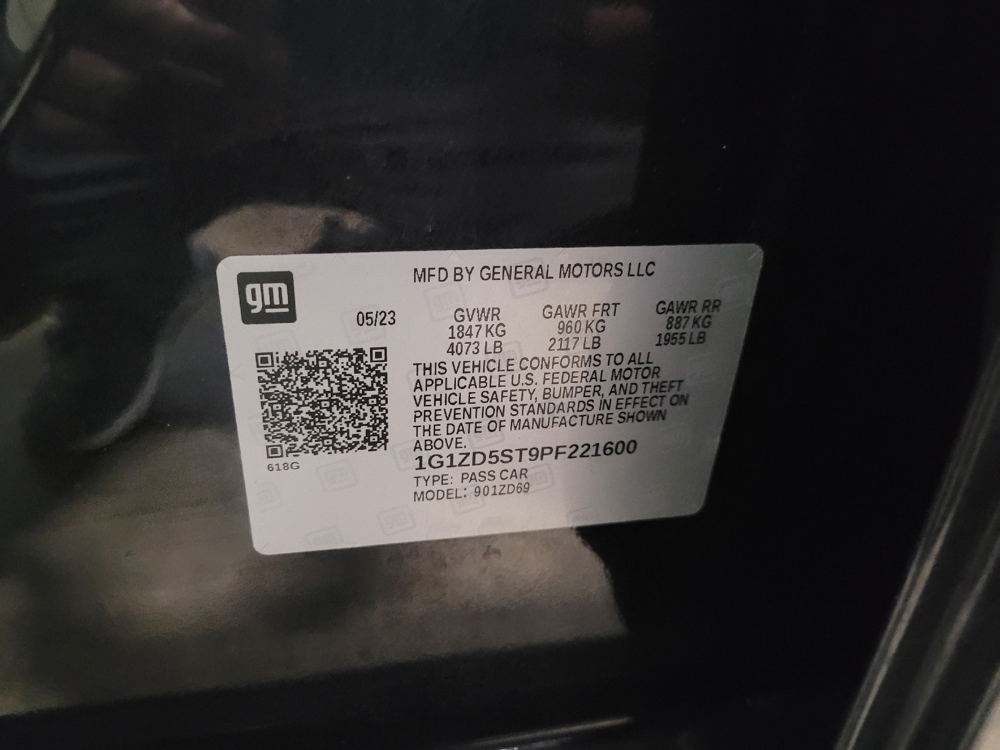 gm
MFD BY GENERAL MOTORS LLC
05/23
GVWR GAWR FRT GAWR RR
1847 KG 960 KG 887 KG
4073 LB 2117 LB 1955 LB
THIS VEHICLE CONFORMS TO ALL
APPLICABLE U.S. FEDERAL MOTOR
VEHICLE SAFETY, BUMPER, AND THEFT
PREVENTION STANDARDS IN EFFECT ON
THE DATE OF MANUFACTURE SHOWN
ABOVE.
618G
1G1ZD5ST9PF221600
TYPE: PASS CAR
MODEL: 901ZD69